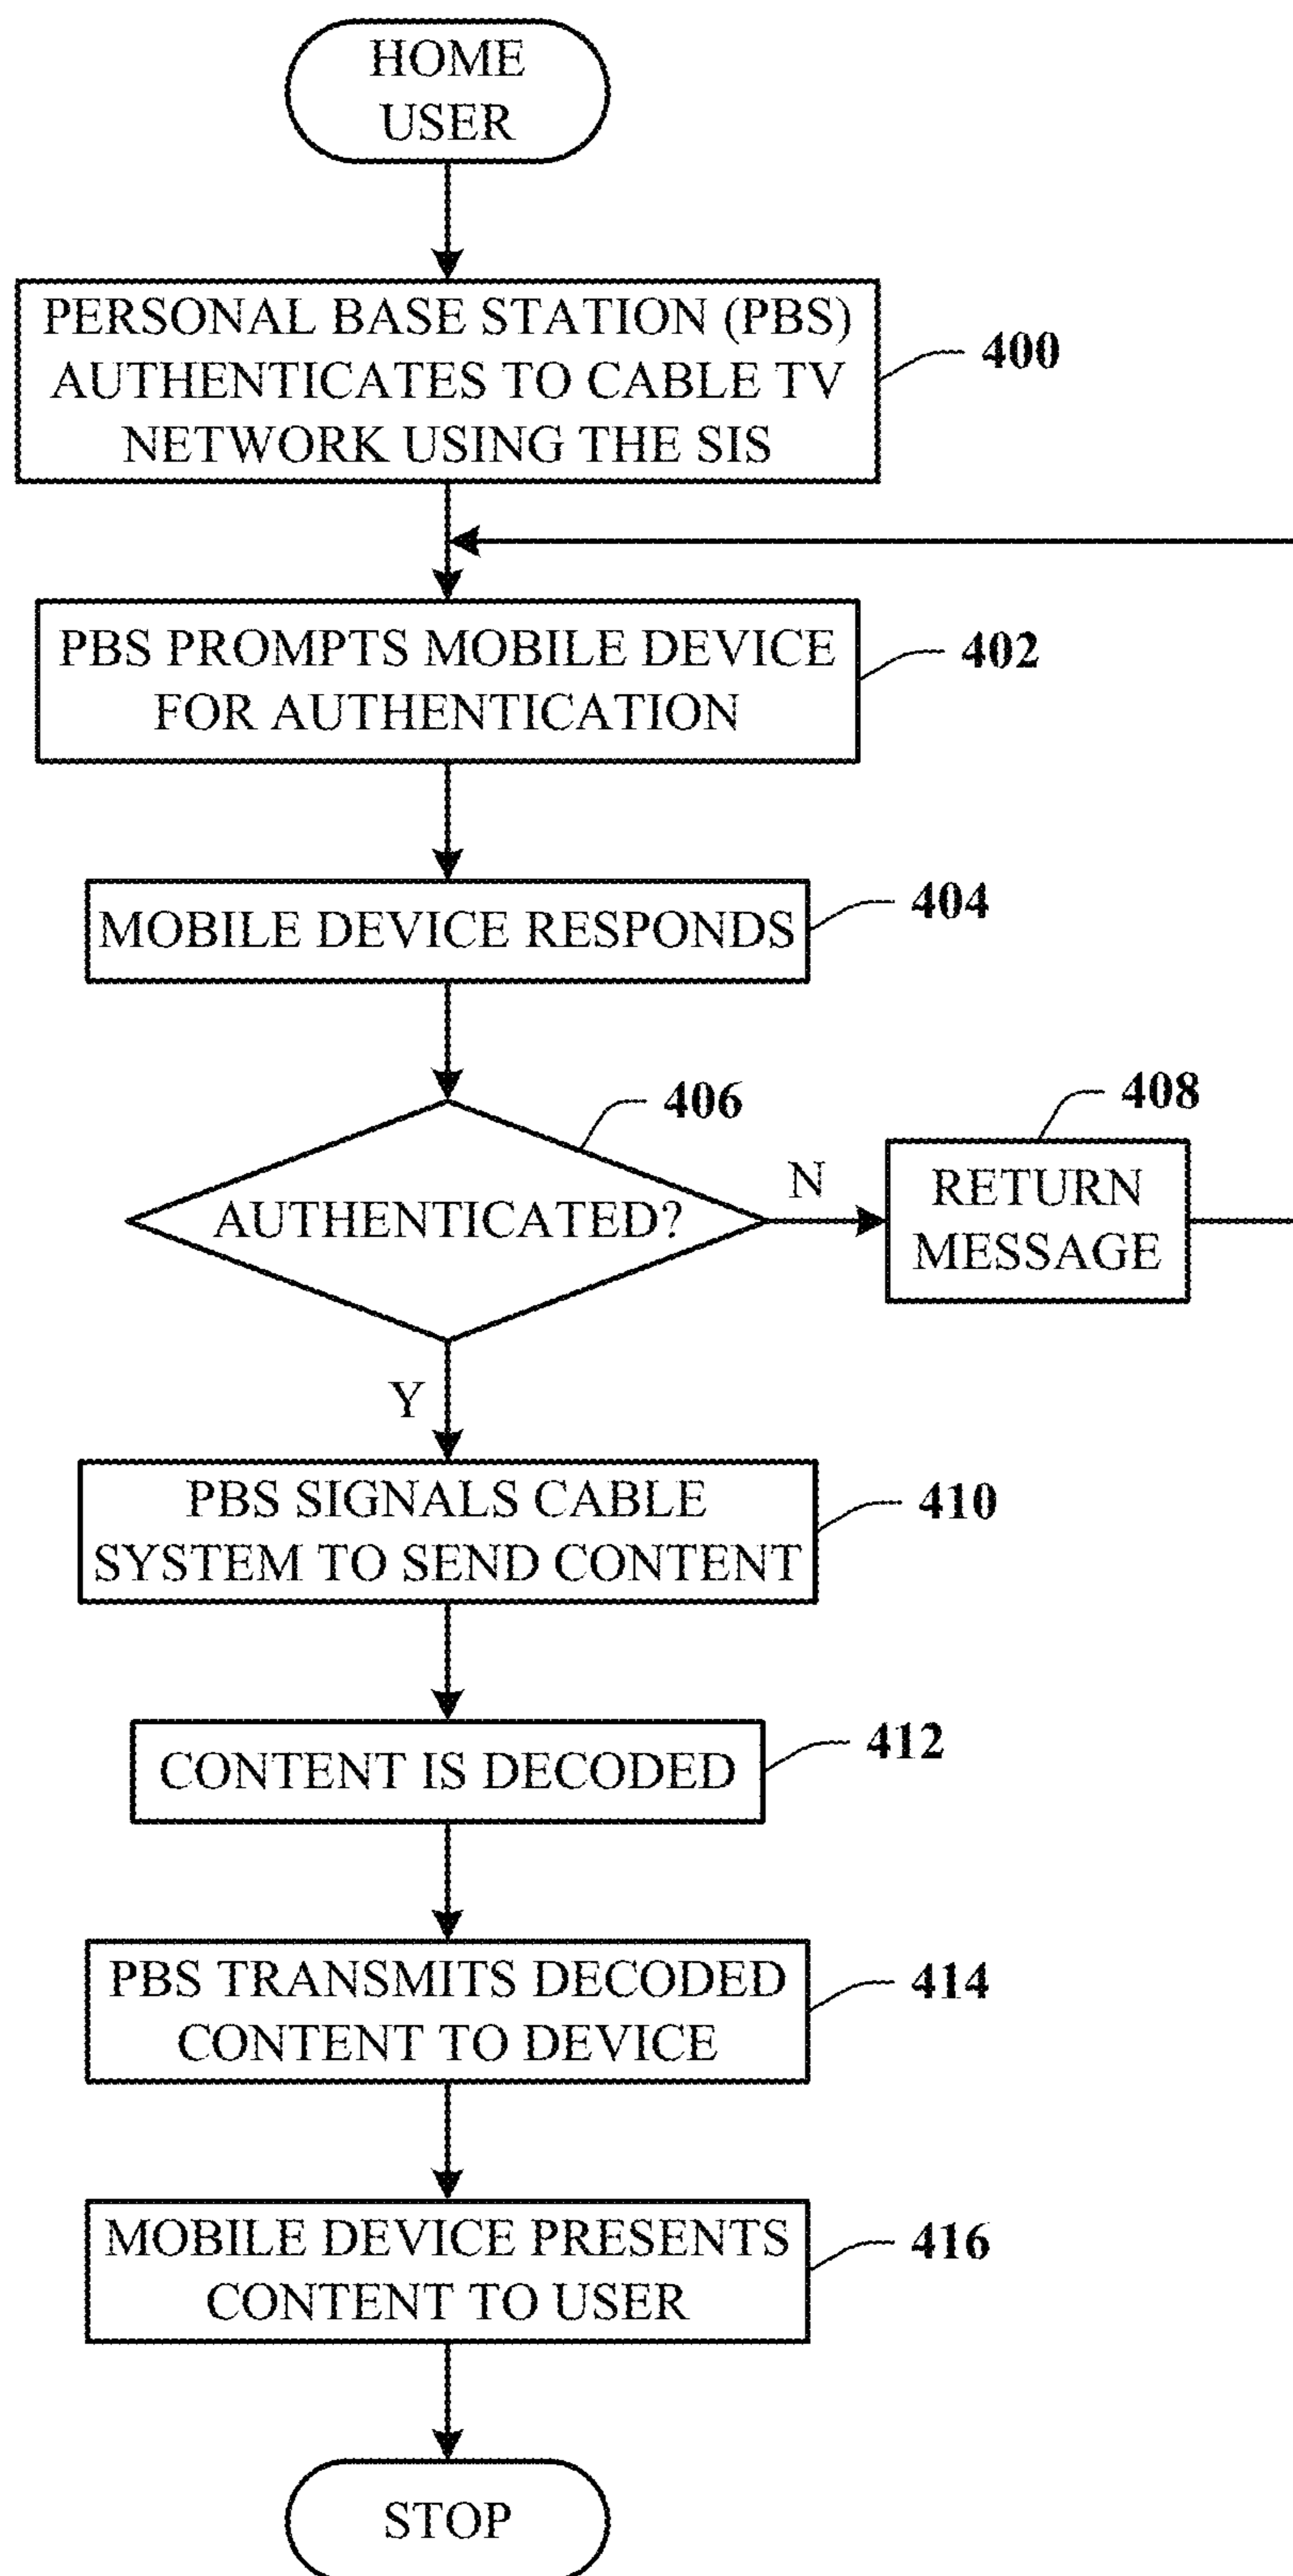 HOME
USER
PERSONAL BASE STATION (PBS)
AUTHENTICATES TO CABLE TV
NETWORK USING THE SIS
400
PBS PROMPTS MOBILE DEVICE
FOR AUTHENTICATION
402
MOBILE DEVICE RESPONDS
404
406
AUTHENTICATED?
N
408
RETURN
MESSAGE
Y
PBS SIGNALS CABLE
SYSTEM TO SEND CONTENT
410
CONTENT IS DECODED
412
PBS TRANSMITS DECODED
CONTENT TO DEVICE
414
MOBILE DEVICE PRESENTS
CONTENT TO USER
416
STOP